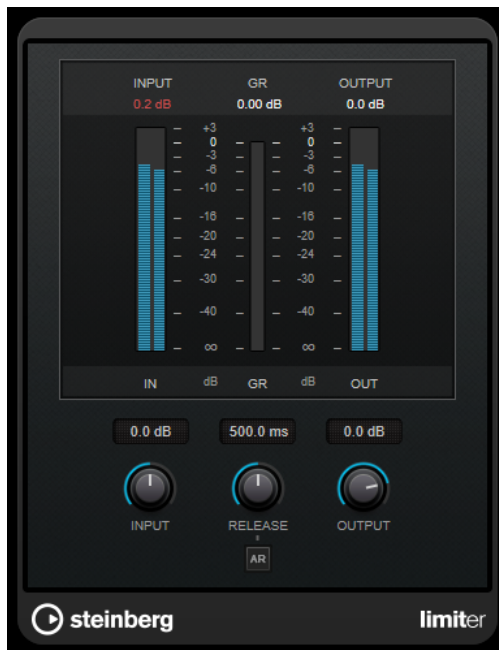 INPUT GR OUTPUT
0.2 dB 0.00 dB 0.0 dB
+3 +3
0 0
-3 -3
-6 -6
-10 -10
-16 -16
-20 -20
-24 -24
-30 -30
-40 -40
∞ ∞
IN dB GR dB OUT
0.0 dB 500.0 ms 0.0 dB
INPUT RELEASE OUTPUT
AR
steinberg limiter